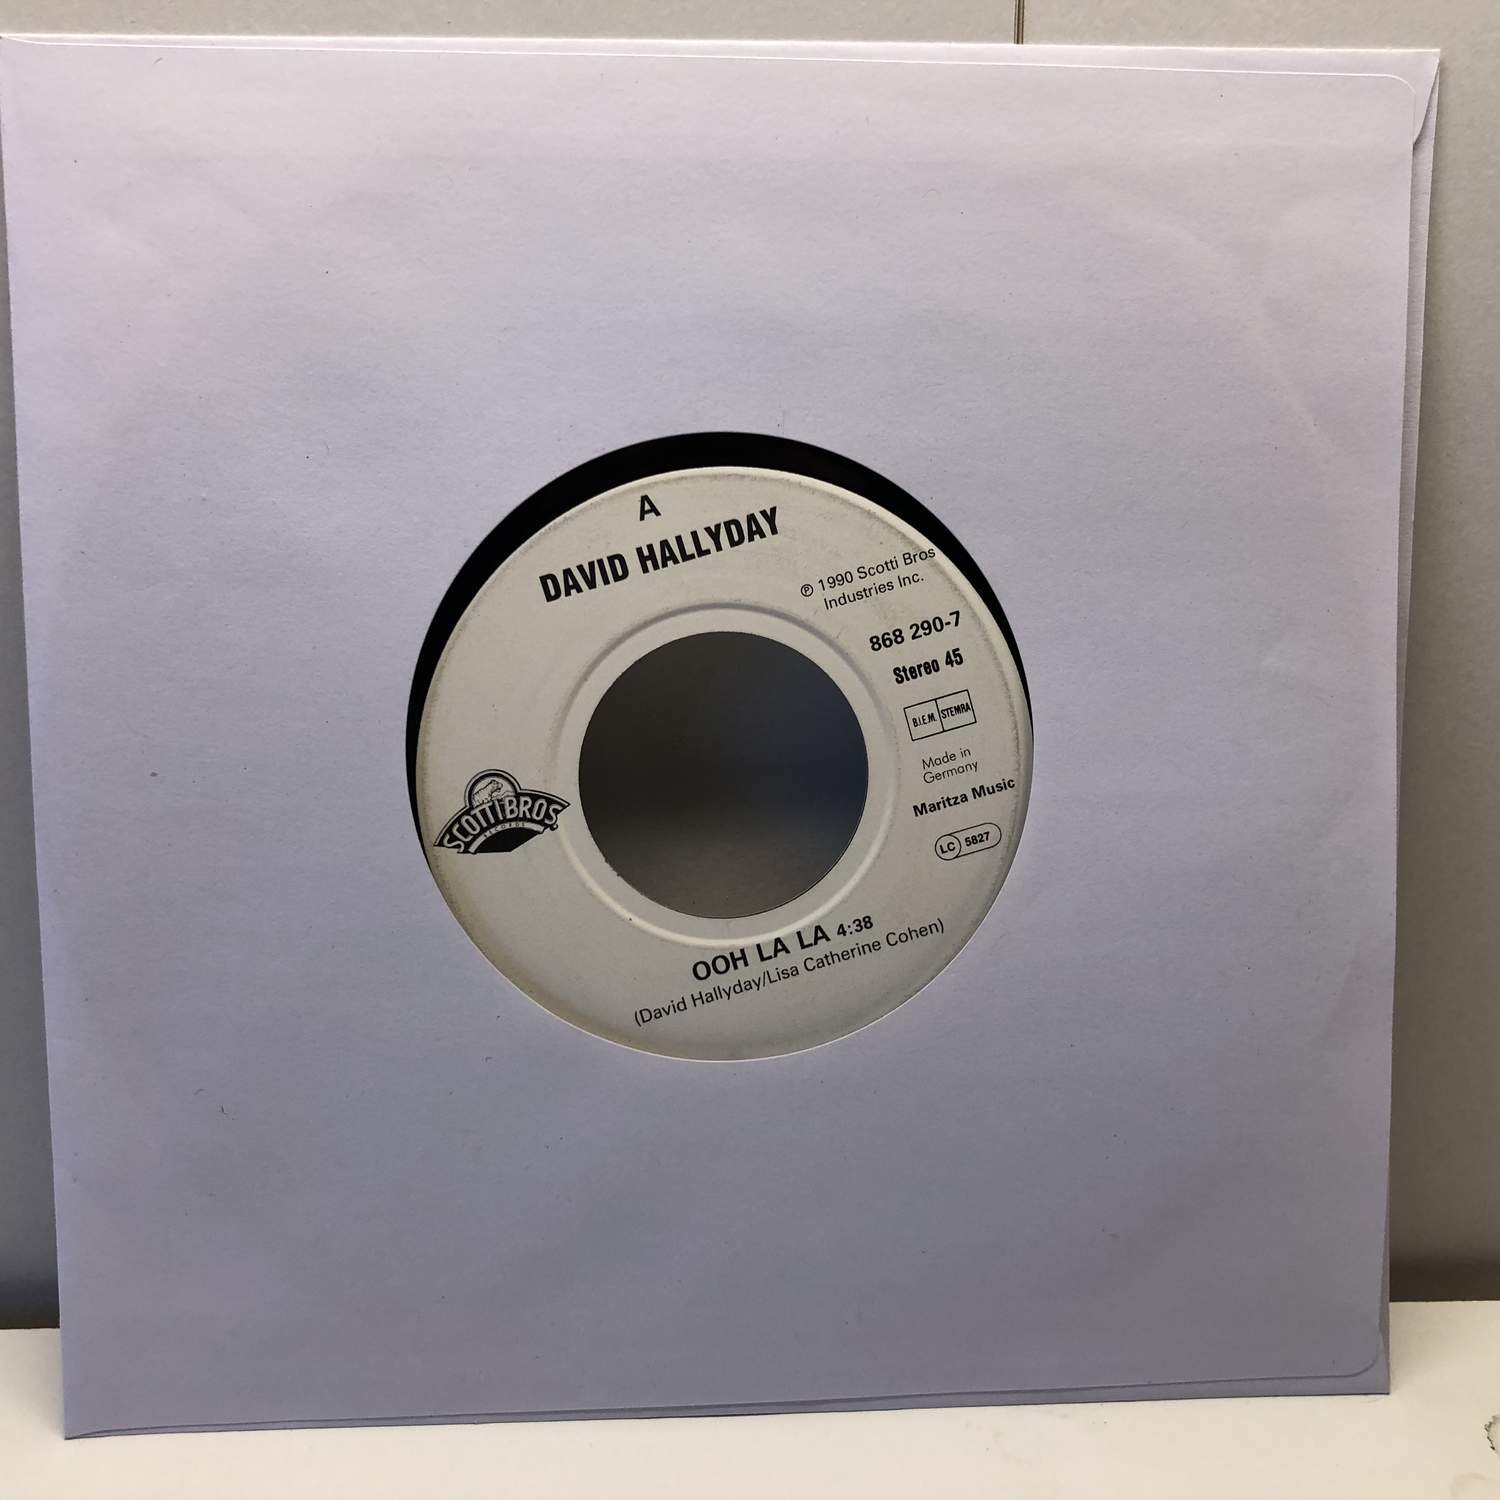 A
DAVID HALLYDAY
℗ 1990 Scotti Bros
Industries Inc.
868 290-7
Stereo 45
B.I.E.M. STEMRA
Made in
Germany
Maritza Music
LC 5827
SCOTTI BROS.
RECORDS
OOH LA LA 4:38
(David Hallyday/Lisa Catherine Cohen)